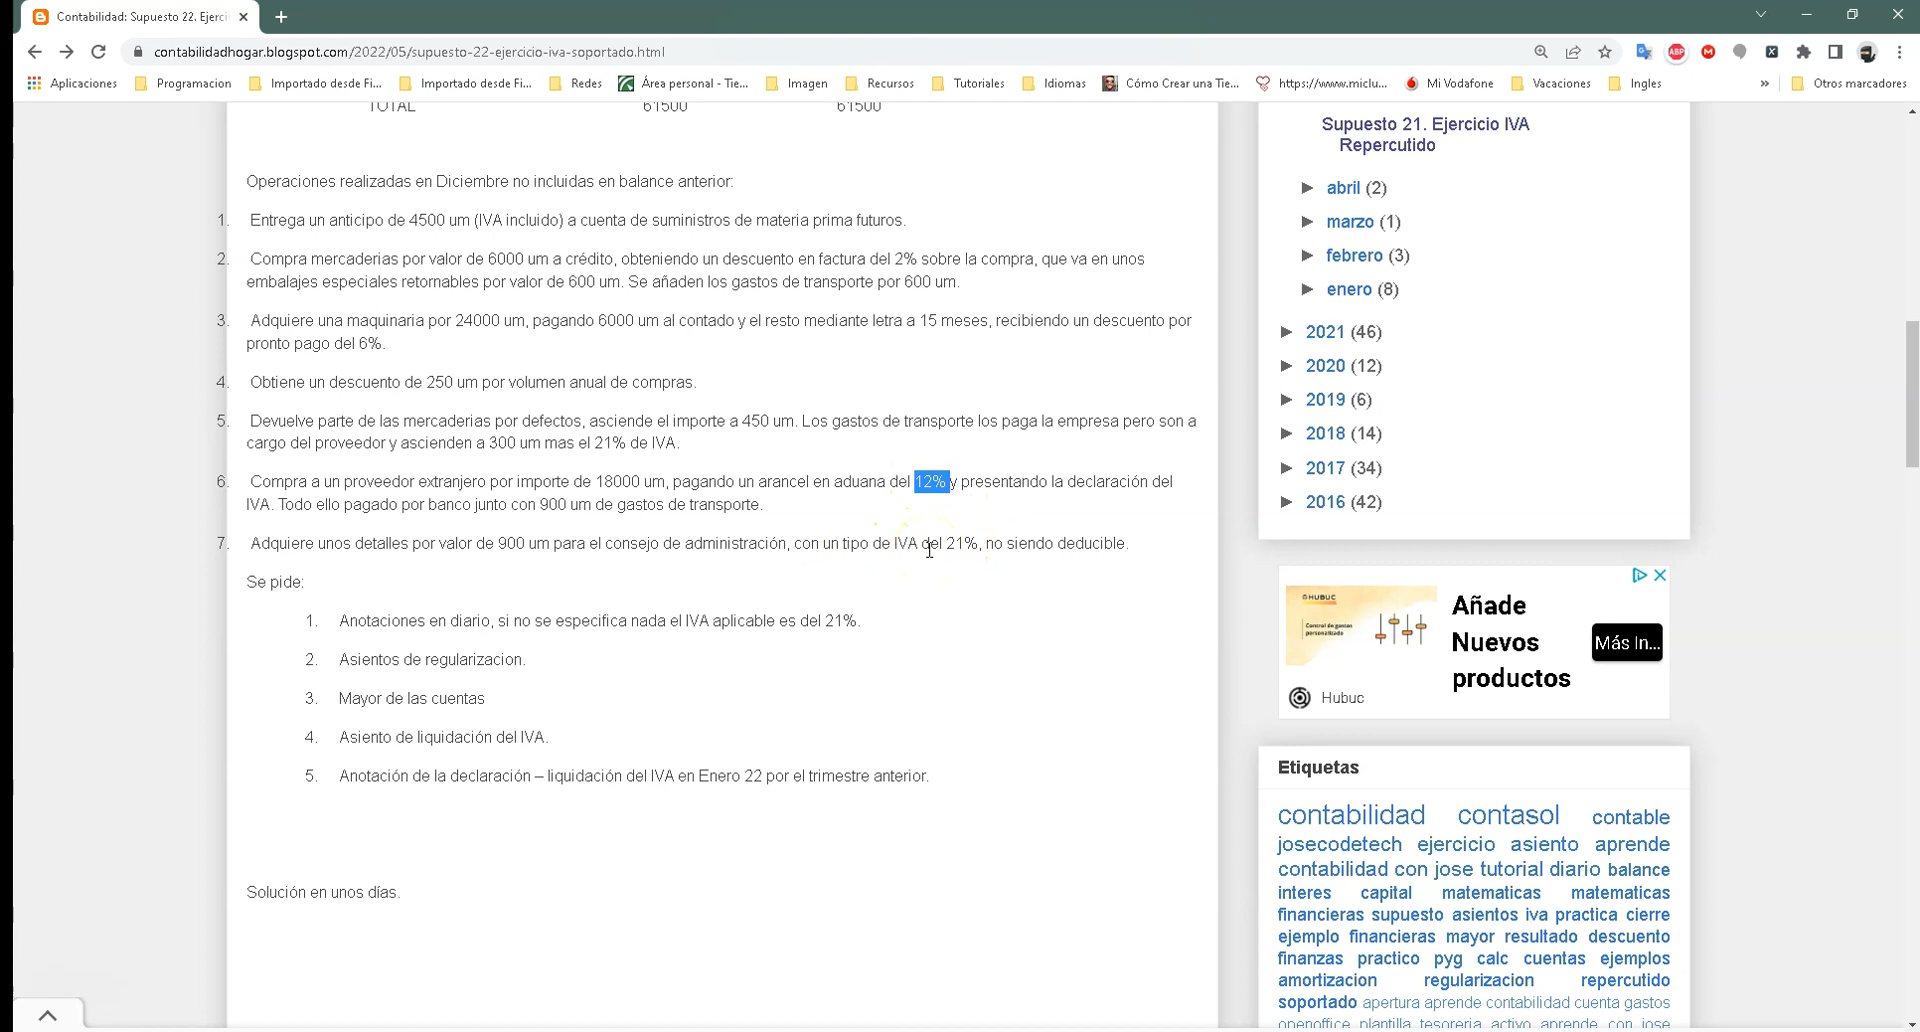 Contabilidad: Supuesto 22. Ejerci
contabilidadhogar.blogspot.com/2022/05/supuesto-22-ejercicio-iva-soportado.html
Aplicaciones Programacion Importado desde Fi... Importado desde Fi... Redes Área personal - Tie... Imagen Recursos Tutoriales Idiomas Cómo Crear una Tie... https://www.miclu... Mi Vodafone Vacaciones Ingles » Otros marcadores
TOTAL 61500 61500
Operaciones realizadas en Diciembre no incluidas en balance anterior:
1. Entrega un anticipo de 4500 um (IVA incluido) a cuenta de suministros de materia prima futuros.
2. Compra mercaderias por valor de 6000 um a crédito, obteniendo un descuento en factura del 2% sobre la compra, que va en unos
embalajes especiales retornables por valor de 600 um. Se añaden los gastos de transporte por 600 um.
3. Adquiere una maquinaria por 24000 um, pagando 6000 um al contado y el resto mediante letra a 15 meses, recibiendo un descuento por
pronto pago del 6%.
4. Obtiene un descuento de 250 um por volumen anual de compras.
5. Devuelve parte de las mercaderias por defectos, asciende el importe a 450 um. Los gastos de transporte los paga la empresa pero son a
cargo del proveedor y ascienden a 300 um mas el 21% de IVA.
6. Compra a un proveedor extranjero por importe de 18000 um, pagando un arancel en aduana del 12% y presentando la declaración del
IVA. Todo ello pagado por banco junto con 900 um de gastos de transporte.
7. Adquiere unos detalles por valor de 900 um para el consejo de administración, con un tipo de IVA del 21%, no siendo deducible.
Se pide:
1. Anotaciones en diario, si no se especifica nada el IVA aplicable es del 21%.
2. Asientos de regularizacion.
3. Mayor de las cuentas
4. Asiento de liquidación del IVA.
5. Anotación de la declaración – liquidación del IVA en Enero 22 por el trimestre anterior.
Solución en unos días.
Supuesto 21. Ejercicio IVA
Repercutido
► abril (2)
► marzo (1)
► febrero (3)
► enero (8)
► 2021 (46)
► 2020 (12)
► 2019 (6)
► 2018 (14)
► 2017 (34)
► 2016 (42)
HUBUC
Control de gastos
personalizado
Añade
Nuevos
productos
Más In...
Hubuc
Etiquetas
contabilidad contasol contable
josecodetech ejercicio asiento aprende
contabilidad con jose tutorial diario balance
interes capital matematicas matematicas
financieras supuesto asientos iva practica cierre
ejemplo financieras mayor resultado descuento
finanzas practico pyg calc cuentas ejemplos
amortizacion regularizacion repercutido
soportado apertura aprende contabilidad cuenta gastos
openoffice plantilla tesoreria activo aprende con jose